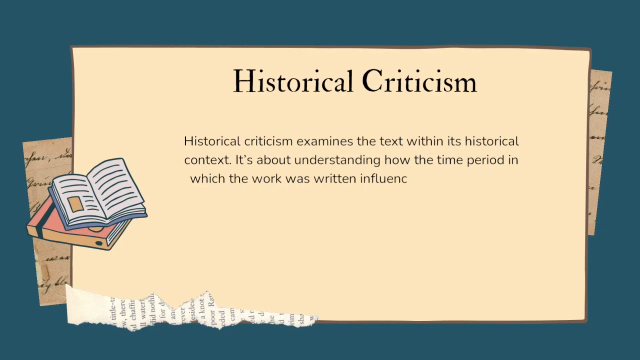 Historical Criticism
Historical criticism examines the text within its historical
context. It's about understanding how the time period in
which the work was written influenc